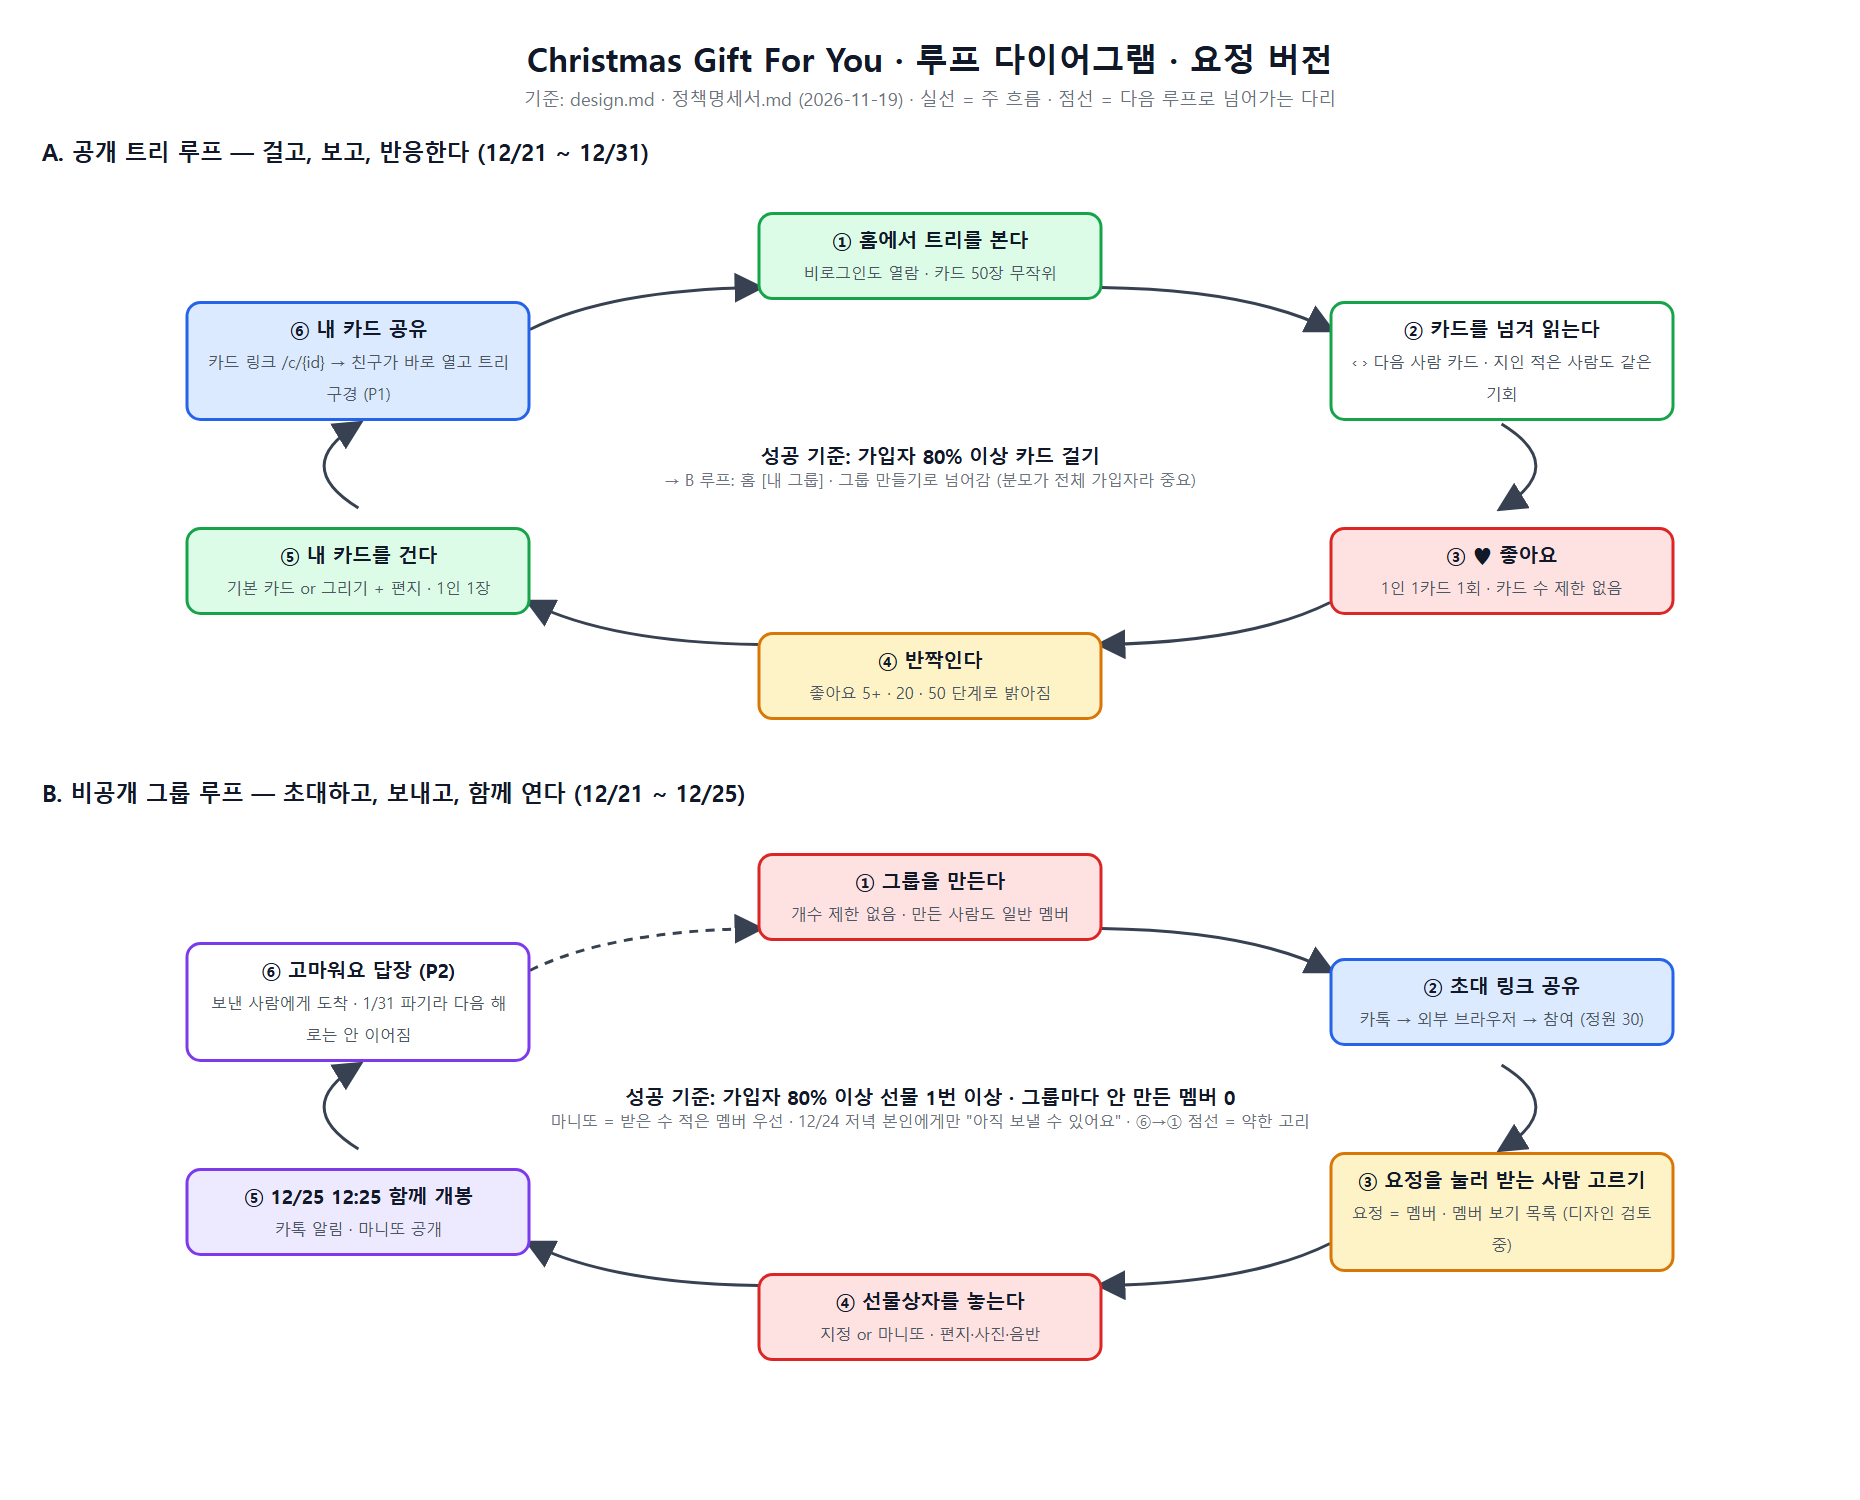 Christmas Gift For You · 루프 다이어그램 · 요정 버전
기준: design.md · 정책명세서.md (2026-11-19) · 실선 = 주 흐름 · 점선 = 다음 루프로 넘어가는 다리
A. 공개 트리 루프 — 걸고, 보고, 반응한다 (12/21 ~ 12/31)
① 홈에서 트리를 본다
비로그인도 열람 · 카드 50장 무작위
⑥ 내 카드 공유
카드 링크 /c/{id} → 친구가 바로 열고 트리
구경 (P1)
② 카드를 넘겨 읽는다
‹ › 다음 사람 카드 · 지인 적은 사람도 같은
기회
성공 기준: 가입자 80% 이상 카드 걸기
→ B 루프: 홈 [내 그룹] · 그룹 만들기로 넘어감 (분모가 전체 가입자라 중요)
⑤ 내 카드를 건다
기본 카드 or 그리기 + 편지 · 1인 1장
③ ♥ 좋아요
1인 1카드 1회 · 카드 수 제한 없음
④ 반짝인다
좋아요 5+ · 20 · 50 단계로 밝아짐
B. 비공개 그룹 루프 — 초대하고, 보내고, 함께 연다 (12/21 ~ 12/25)
① 그룹을 만든다
개수 제한 없음 · 만든 사람도 일반 멤버
⑥ 고마워요 답장 (P2)
보낸 사람에게 도착 · 1/31 파기라 다음 해
로는 안 이어짐
② 초대 링크 공유
카톡 → 외부 브라우저 → 참여 (정원 30)
성공 기준: 가입자 80% 이상 선물 1번 이상 · 그룹마다 안 만든 멤버 0
마니또 = 받은 수 적은 멤버 우선 · 12/24 저녁 본인에게만 "아직 보낼 수 있어요" · ⑥→① 점선 = 약한 고리
⑤ 12/25 12:25 함께 개봉
카톡 알림 · 마니또 공개
③ 요정을 눌러 받는 사람 고르기
요정 = 멤버 · 멤버 보기 목록 (디자인 검토
중)
④ 선물상자를 놓는다
지정 or 마니또 · 편지·사진·음반